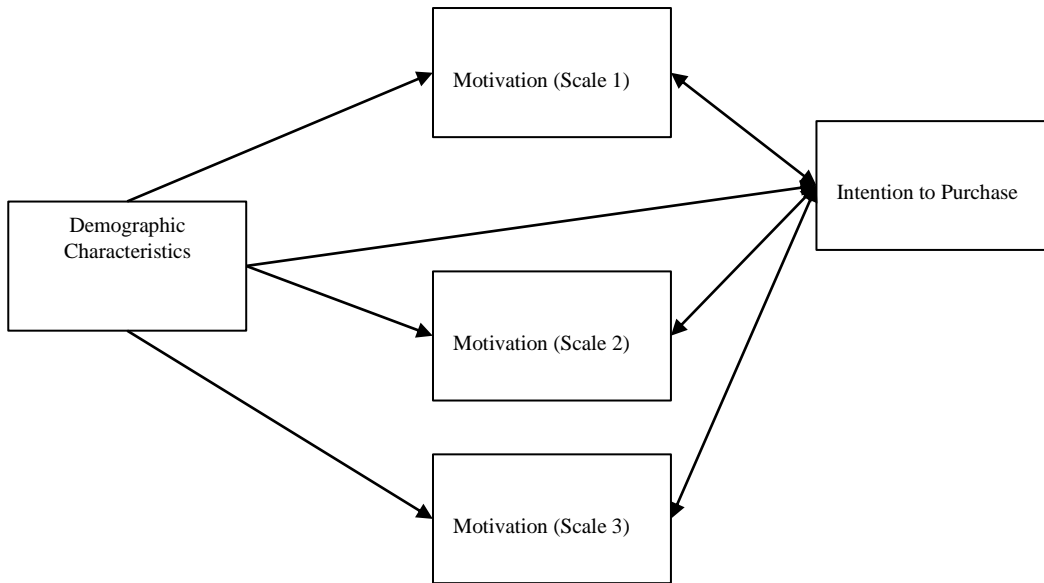 Motivation (Scale 1)
Intention to Purchase
Demographic
Characteristics
Motivation (Scale 2)
Motivation (Scale 3)